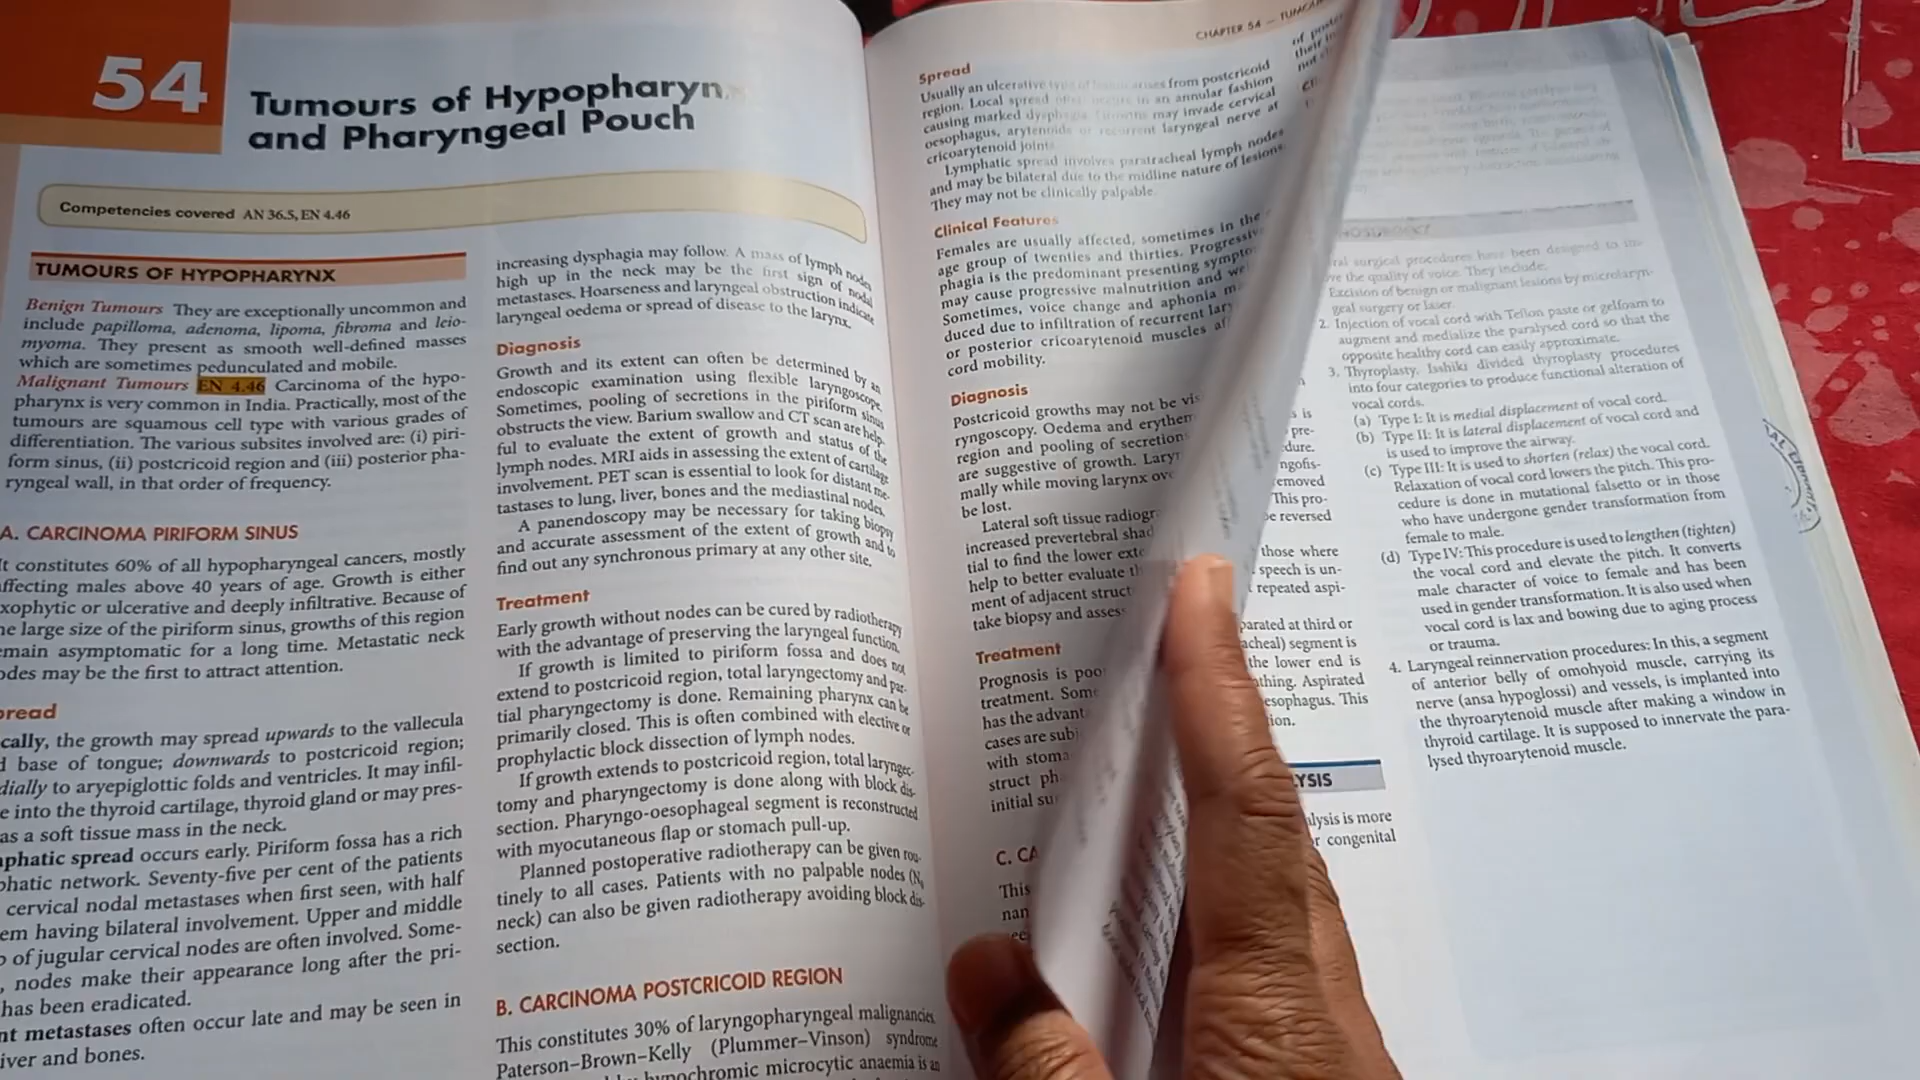 54
Tumours of Hypopharyn
and Pharyngeal Pouch
Competencies covered AN 36.5, EN 4.46
TUMOURS OF HYPOPHARYNX
Benign Tumours They are exceptionally uncommon and
include papilloma, adenoma, lipoma, fibroma and leio-
myoma. They present as smooth well-defined masses
which are sometimes pedunculated and mobile.
Malignant Tumours EN 4.46 Carcinoma of the hypo-
pharynx is very common in India. Practically, most of the
tumours are squamous cell type with various grades of
differentiation. The various subsites involved are: (i) piri-
form sinus, (ii) postcricoid region and (iii) posterior pha-
ryngeal wall, in that order of frequency.
A. CARCINOMA PIRIFORM SINUS
It constitutes 60% of all hypopharyngeal cancers, mostly
ffecting males above 40 years of age. Growth is either
xophytic or ulcerative and deeply infiltrative. Because of
he large size of the piriform sinus, growths of this region
main asymptomatic for a long time. Metastatic neck
odes may be the first to attract attention.
pread
cally, the growth may spread upwards to the vallecula
d base of tongue; downwards to postcricoid region;
dially to aryepiglottic folds and ventricles. It may infil-
e into the thyroid cartilage, thyroid gland or may pres-
as a soft tissue mass in the neck.
phatic spread occurs early. Piriform fossa has a rich
phatic network. Seventy-five per cent of the patients
cervical nodal metastases when first seen, with half
em having bilateral involvement. Upper and middle
p of jugular cervical nodes are often involved. Some-
, nodes make their appearance long after the pri-
has been eradicated.
nt metastases often occur late and may be seen in
iver and bones.
increasing dysphagia may follow. A mass of lymph nodes
high up in the neck may be the first sign of nodal
metastases. Hoarseness and laryngeal obstruction indicate
laryngeal oedema or spread of disease to the larynx.
Diagnosis
Growth and its extent can often be determined by an
endoscopic examination using flexible laryngoscope.
Sometimes, pooling of secretions in the piriform sinus
obstructs the view. Barium swallow and CT scan are help-
ful to evaluate the extent of growth and status of the
lymph nodes. MRI aids in assessing the extent of cartilage
involvement. PET scan is essential to look for distant me-
tastases to lung, liver, bones and the mediastinal nodes.
A panendoscopy may be necessary for taking biopsy
and accurate assessment of the extent of growth and to
find out any synchronous primary at any other site.
Treatment
Early growth without nodes can be cured by radiotherapy
with the advantage of preserving the laryngeal function.
If growth is limited to piriform fossa and does not
extend to postcricoid region, total laryngectomy and par-
tial pharyngectomy is done. Remaining pharynx can be
primarily closed. This is often combined with elective or
prophylactic block dissection of lymph nodes.
If growth extends to postcricoid region, total laryngec-
tomy and pharyngectomy is done along with block dis-
section. Pharyngo-oesophageal segment is reconstructed
with myocutaneous flap or stomach pull-up.
Planned postoperative radiotherapy can be given rou-
tinely to all cases. Patients with no palpable nodes (N0
neck) can also be given radiotherapy avoiding block dis-
section.
B. CARCINOMA POSTCRICOID REGION
This constitutes 30% of laryngopharyngeal malignancies.
Paterson–Brown–Kelly (Plummer–Vinson) syndrome
hypochromic microcytic anaemia is an
CHAPTER 54 — TUMOU
Spread
Usually an ulcerative type of lesion arises from postcricoid
region. Local spread often occurs in an annular fashion
causing marked dysphagia. Growths may invade cervical
oesophagus, arytenoids or recurrent laryngeal nerve at
cricoarytenoid joint.
Lymphatic spread involves paratracheal lymph nodes
and may be bilateral due to the midline nature of lesions.
They may not be clinically palpable.
Clinical Features
Females are usually affected, sometimes in the
age group of twenties and thirties. Progressiv
phagia is the predominant presenting sympto
may cause progressive malnutrition and we
Sometimes, voice change and aphonia m
duced due to infiltration of recurrent lar
or posterior cricoarytenoid muscles af
cord mobility.
Diagnosis
Postcricoid growths may not be vis
ryngoscopy. Oedema and erythem
region and pooling of secretion
are suggestive of growth. Lary
mally while moving larynx ov
be lost.
Lateral soft tissue radiogr
increased prevertebral shad
tial to find the lower exte
help to better evaluate th
ment of adjacent struct
take biopsy and asses
Treatment
Prognosis is poo
treatment. Som
has the advant
cases are subj
with stoma
struct ph
initial su
C. CA
This
nan
of poste
their
not
s is
pre-
dure.
ngofis-
emoved
This pro-
be reversed
those where
speech is un-
repeated aspi-
parated at third or
acheal) segment is
the lower end is
athing. Aspirated
esophagus. This
ion.
YSIS
alysis is more
r congenital
NOSURGERY
ral surgical procedures have been designed to im-
ve the quality of voice. They include:
Excision of benign or malignant lesions by microlaryn-
geal surgery or laser.
2. Injection of vocal cord with Teflon paste or gelfoam to
augment and medialize the paralysed cord so that the
opposite healthy cord can easily approximate.
3. Thyroplasty. Isshiki divided thyroplasty procedures
into four categories to produce functional alteration of
vocal cords.
(a) Type I: It is medial displacement of vocal cord.
(b) Type II: It is lateral displacement of vocal cord and
is used to improve the airway.
(c) Type III: It is used to shorten (relax) the vocal cord.
Relaxation of vocal cord lowers the pitch. This pro-
cedure is done in mutational falsetto or in those
who have undergone gender transformation from
female to male.
(d) Type IV: This procedure is used to lengthen (tighten)
the vocal cord and elevate the pitch. It converts
male character of voice to female and has been
used in gender transformation. It is also used when
vocal cord is lax and bowing due to aging process
or trauma.
4. Laryngeal reinnervation procedures: In this, a segment
of anterior belly of omohyoid muscle, carrying its
nerve (ansa hypoglossi) and vessels, is implanted into
the thyroarytenoid muscle after making a window in
thyroid cartilage. It is supposed to innervate the para-
lysed thyroarytenoid muscle.